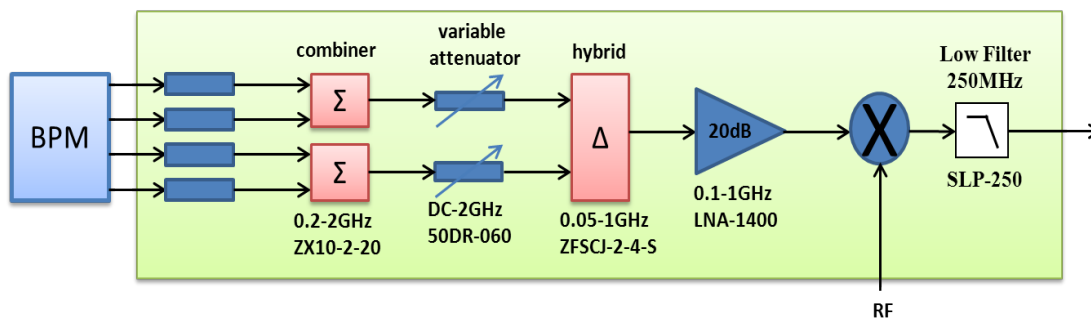 combiner
variable
attenuator
hybrid
Low Filter
250MHz
BPM
Σ
Σ
Δ
20dB
X
0.2-2GHz
ZX10-2-20
DC-2GHz
50DR-060
0.05-1GHz
ZFSCJ-2-4-S
0.1-1GHz
LNA-1400
SLP-250
RF